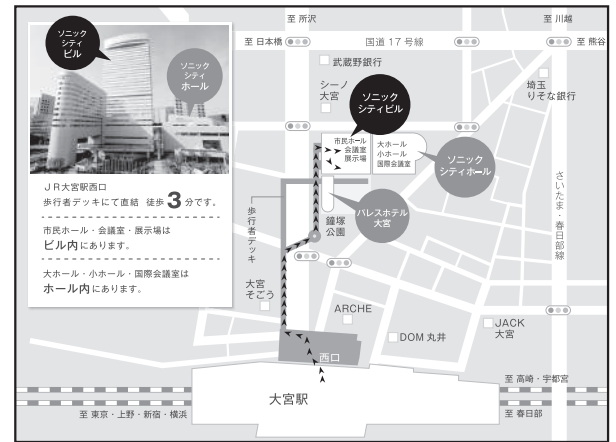 ソニック
シティ
ビル
ソニック
シティ
ホール
JR大宮駅西口
歩行者デッキにて直結 徒歩3分です。
市民ホール・会議室・展示場は
ビル内にあります。
大ホール・小ホール・国際会議室は
ホール内にあります。
至 所沢
至 川越
至 日本橋
国道17号線
至 熊谷
武蔵野銀行
シーノ
大宮
ソニック
シティビル
埼玉
りそな銀行
市民ホール
会議室
展示場
大ホール
小ホール
国際会議室
ソニック
シティホール
さいたま・春日部線
歩行者デッキ
鐘塚
公園
パレスホテル
大宮
大宮
そごう
ARCHE
DOM 丸井
JACK
大宮
西口
大宮駅
至 高崎・宇都宮
至 東京・上野・新宿・横浜
至 春日部